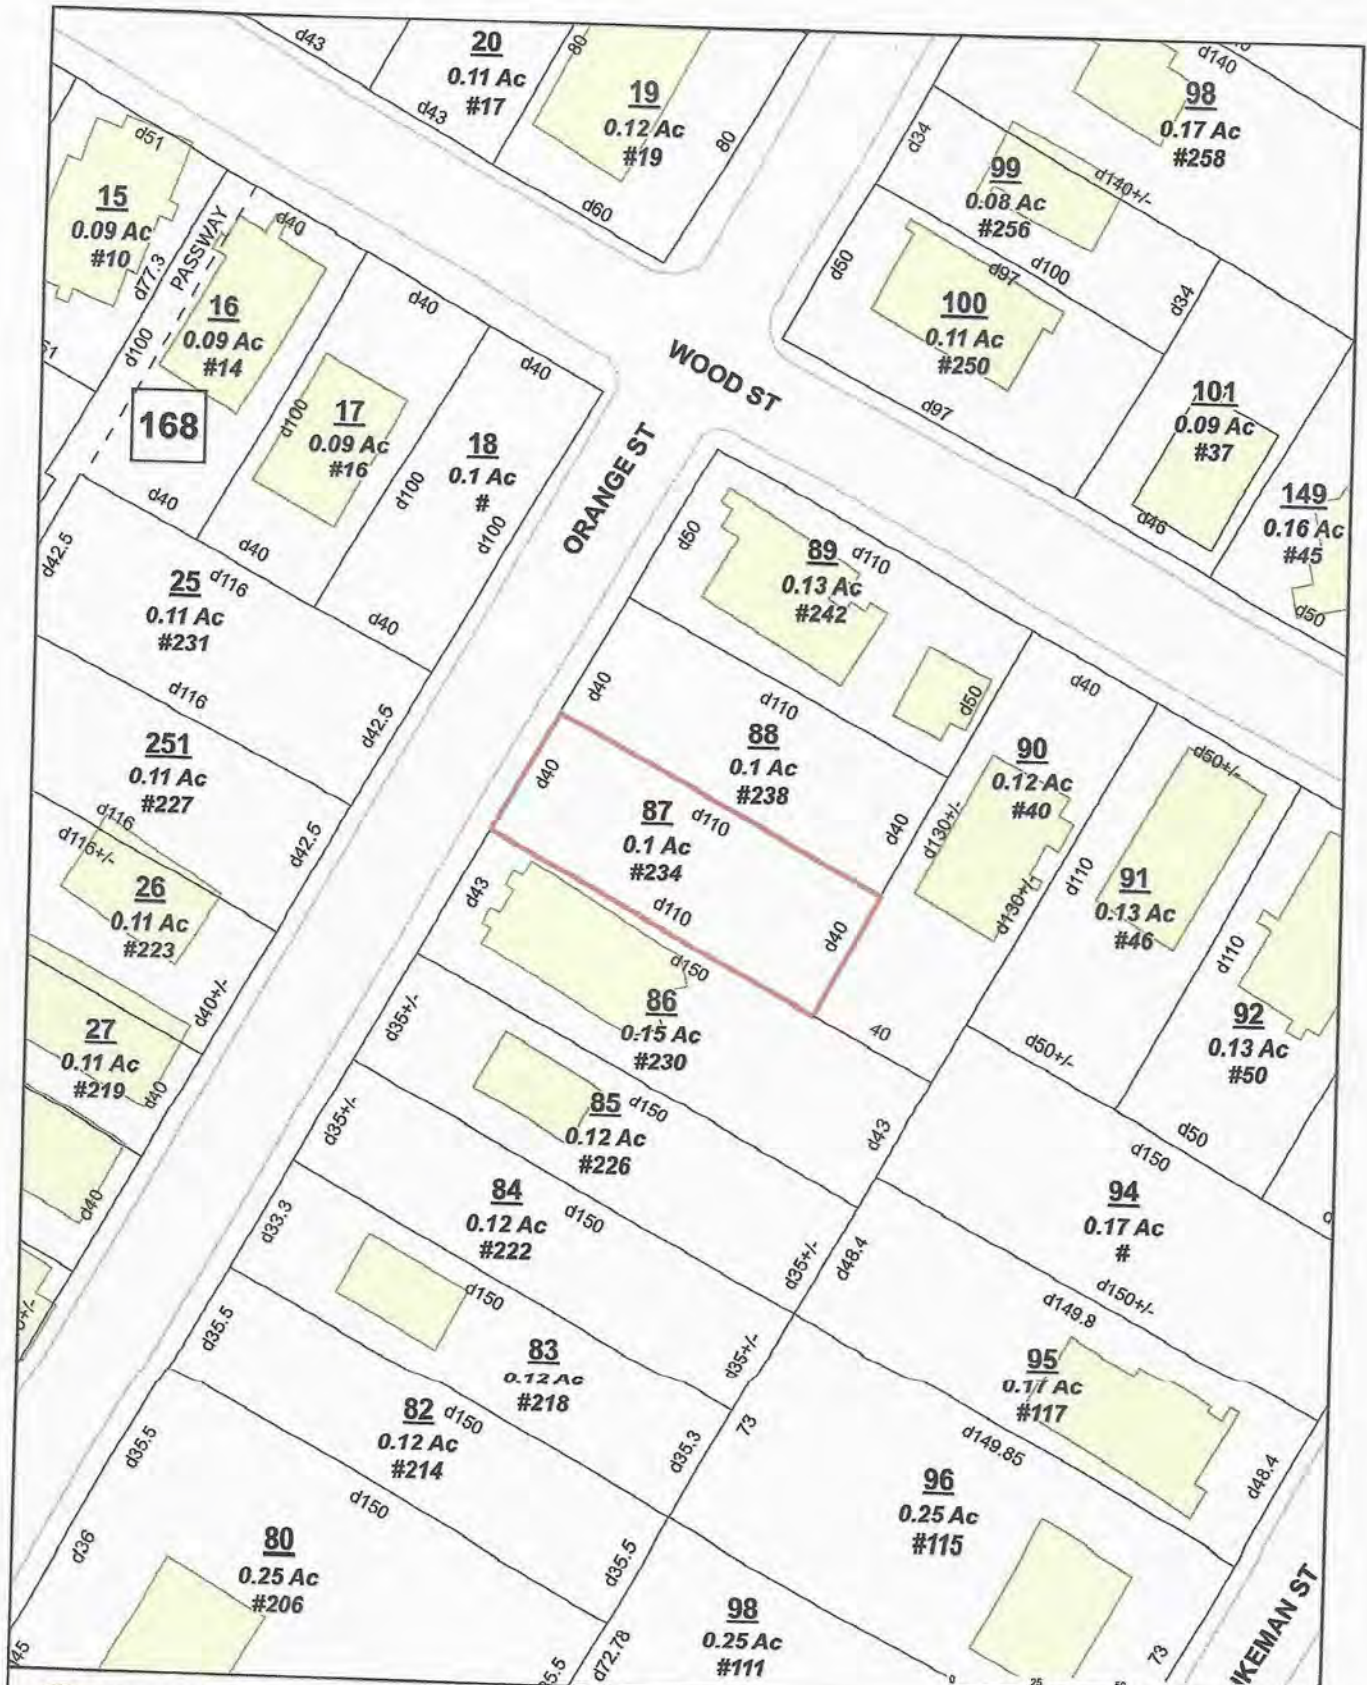 d43
20
0.11 Ac
#17
80
d43
19
0.12 Ac
#19
80
d60
d140
98
0.17 Ac
#258
d34
99
0.08 Ac
#256
d140+/-
d51
15
0.09 Ac
#10
d77.3
PASSWAY
d40
16
0.09 Ac
#14
d100
168
d40
d40
17
0.09 Ac
#16
d100
d40
d40
18
0.1 Ac
#
d100
d100
d40
d50
d97
d100
100
0.11 Ac
#250
d34
d97
101
0.09 Ac
#37
d46
149
0.16 Ac
#45
d50
WOOD ST
ORANGE ST
d42.5
25
0.11 Ac
#231
d116
d116
d42.5
251
0.11 Ac
#227
d116
d42.5
d116+/-
26
0.11 Ac
#223
d40+/-
27
0.11 Ac
#219
d40
d40
d50
89
0.13 Ac
#242
d110
d50
d40
d110
88
0.1 Ac
#238
d40
d40
87
0.1 Ac
#234
d110
d110
d40
d40
90
0.12 Ac
#40
d130+/-
d130+/-
d50+/-
d110
91
0.13 Ac
#46
d50+/-
d110
92
0.13 Ac
#50
d50
d43
d150
86
0.15 Ac
#230
40
d43
d35+/-
85
0.12 Ac
#226
d150
d35+/-
d35+/-
84
0.12 Ac
#222
d150
d35+/-
d33.3
d150
83
0.12 Ac
#218
d35.3
d35.5
82
0.12 Ac
#214
d150
d35.5
d35.5
d150
d36
80
0.25 Ac
#206
d150
94
0.17 Ac
#
d48.4
d150+/-
d149.8
95
0.17 Ac
#117
d48.4
d149.85
73
96
0.25 Ac
#115
73
98
0.25 Ac
#111
d72.78